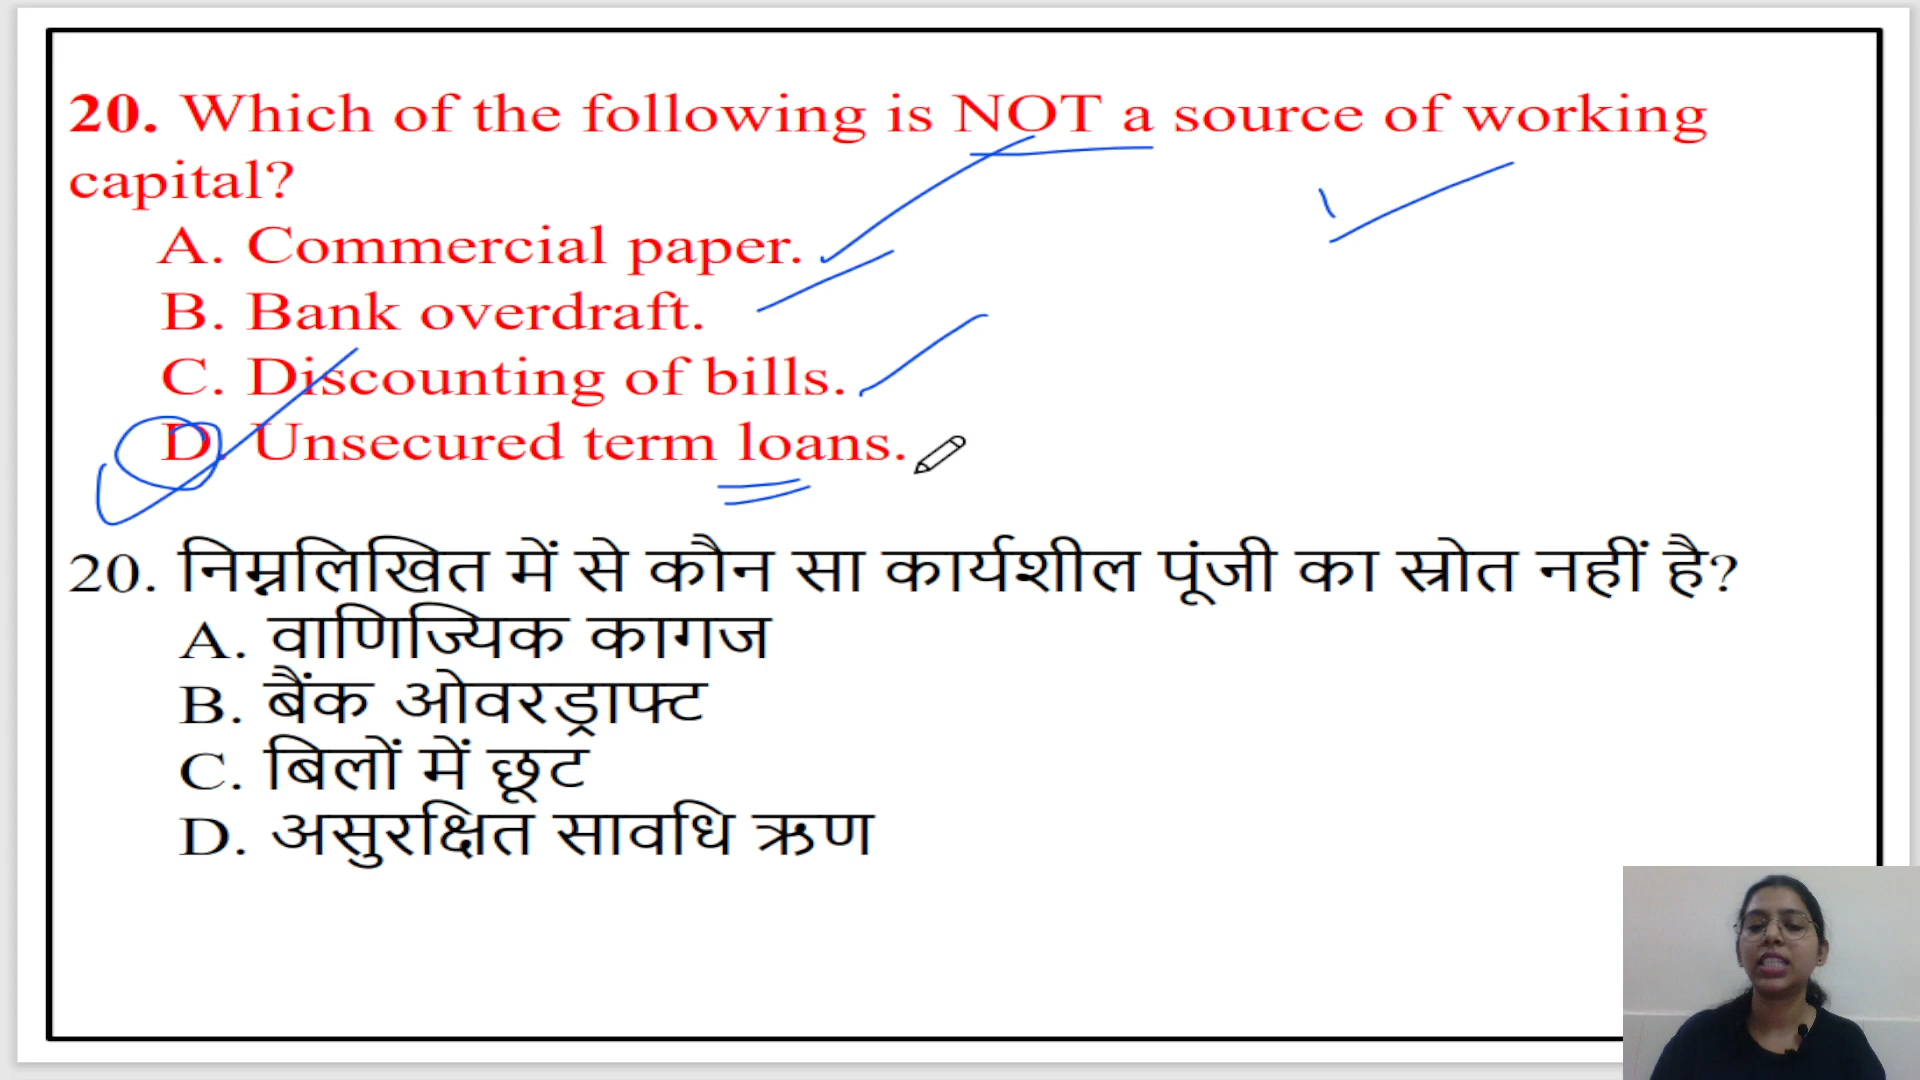 20. Which of the following is NOT a source of working
capital?
A. Commercial paper.
B. Bank overdraft.
C. Discounting of bills.
D. Unsecured term loans.
20. निम्नलिखित में से कौन सा कार्यशील पूंजी का स्रोत नहीं है?
A. वाणिज्यिक कागज
B. बैंक ओवरड्राफ्ट
C. बिलों में छूट
D. असुरक्षित सावधि ऋण